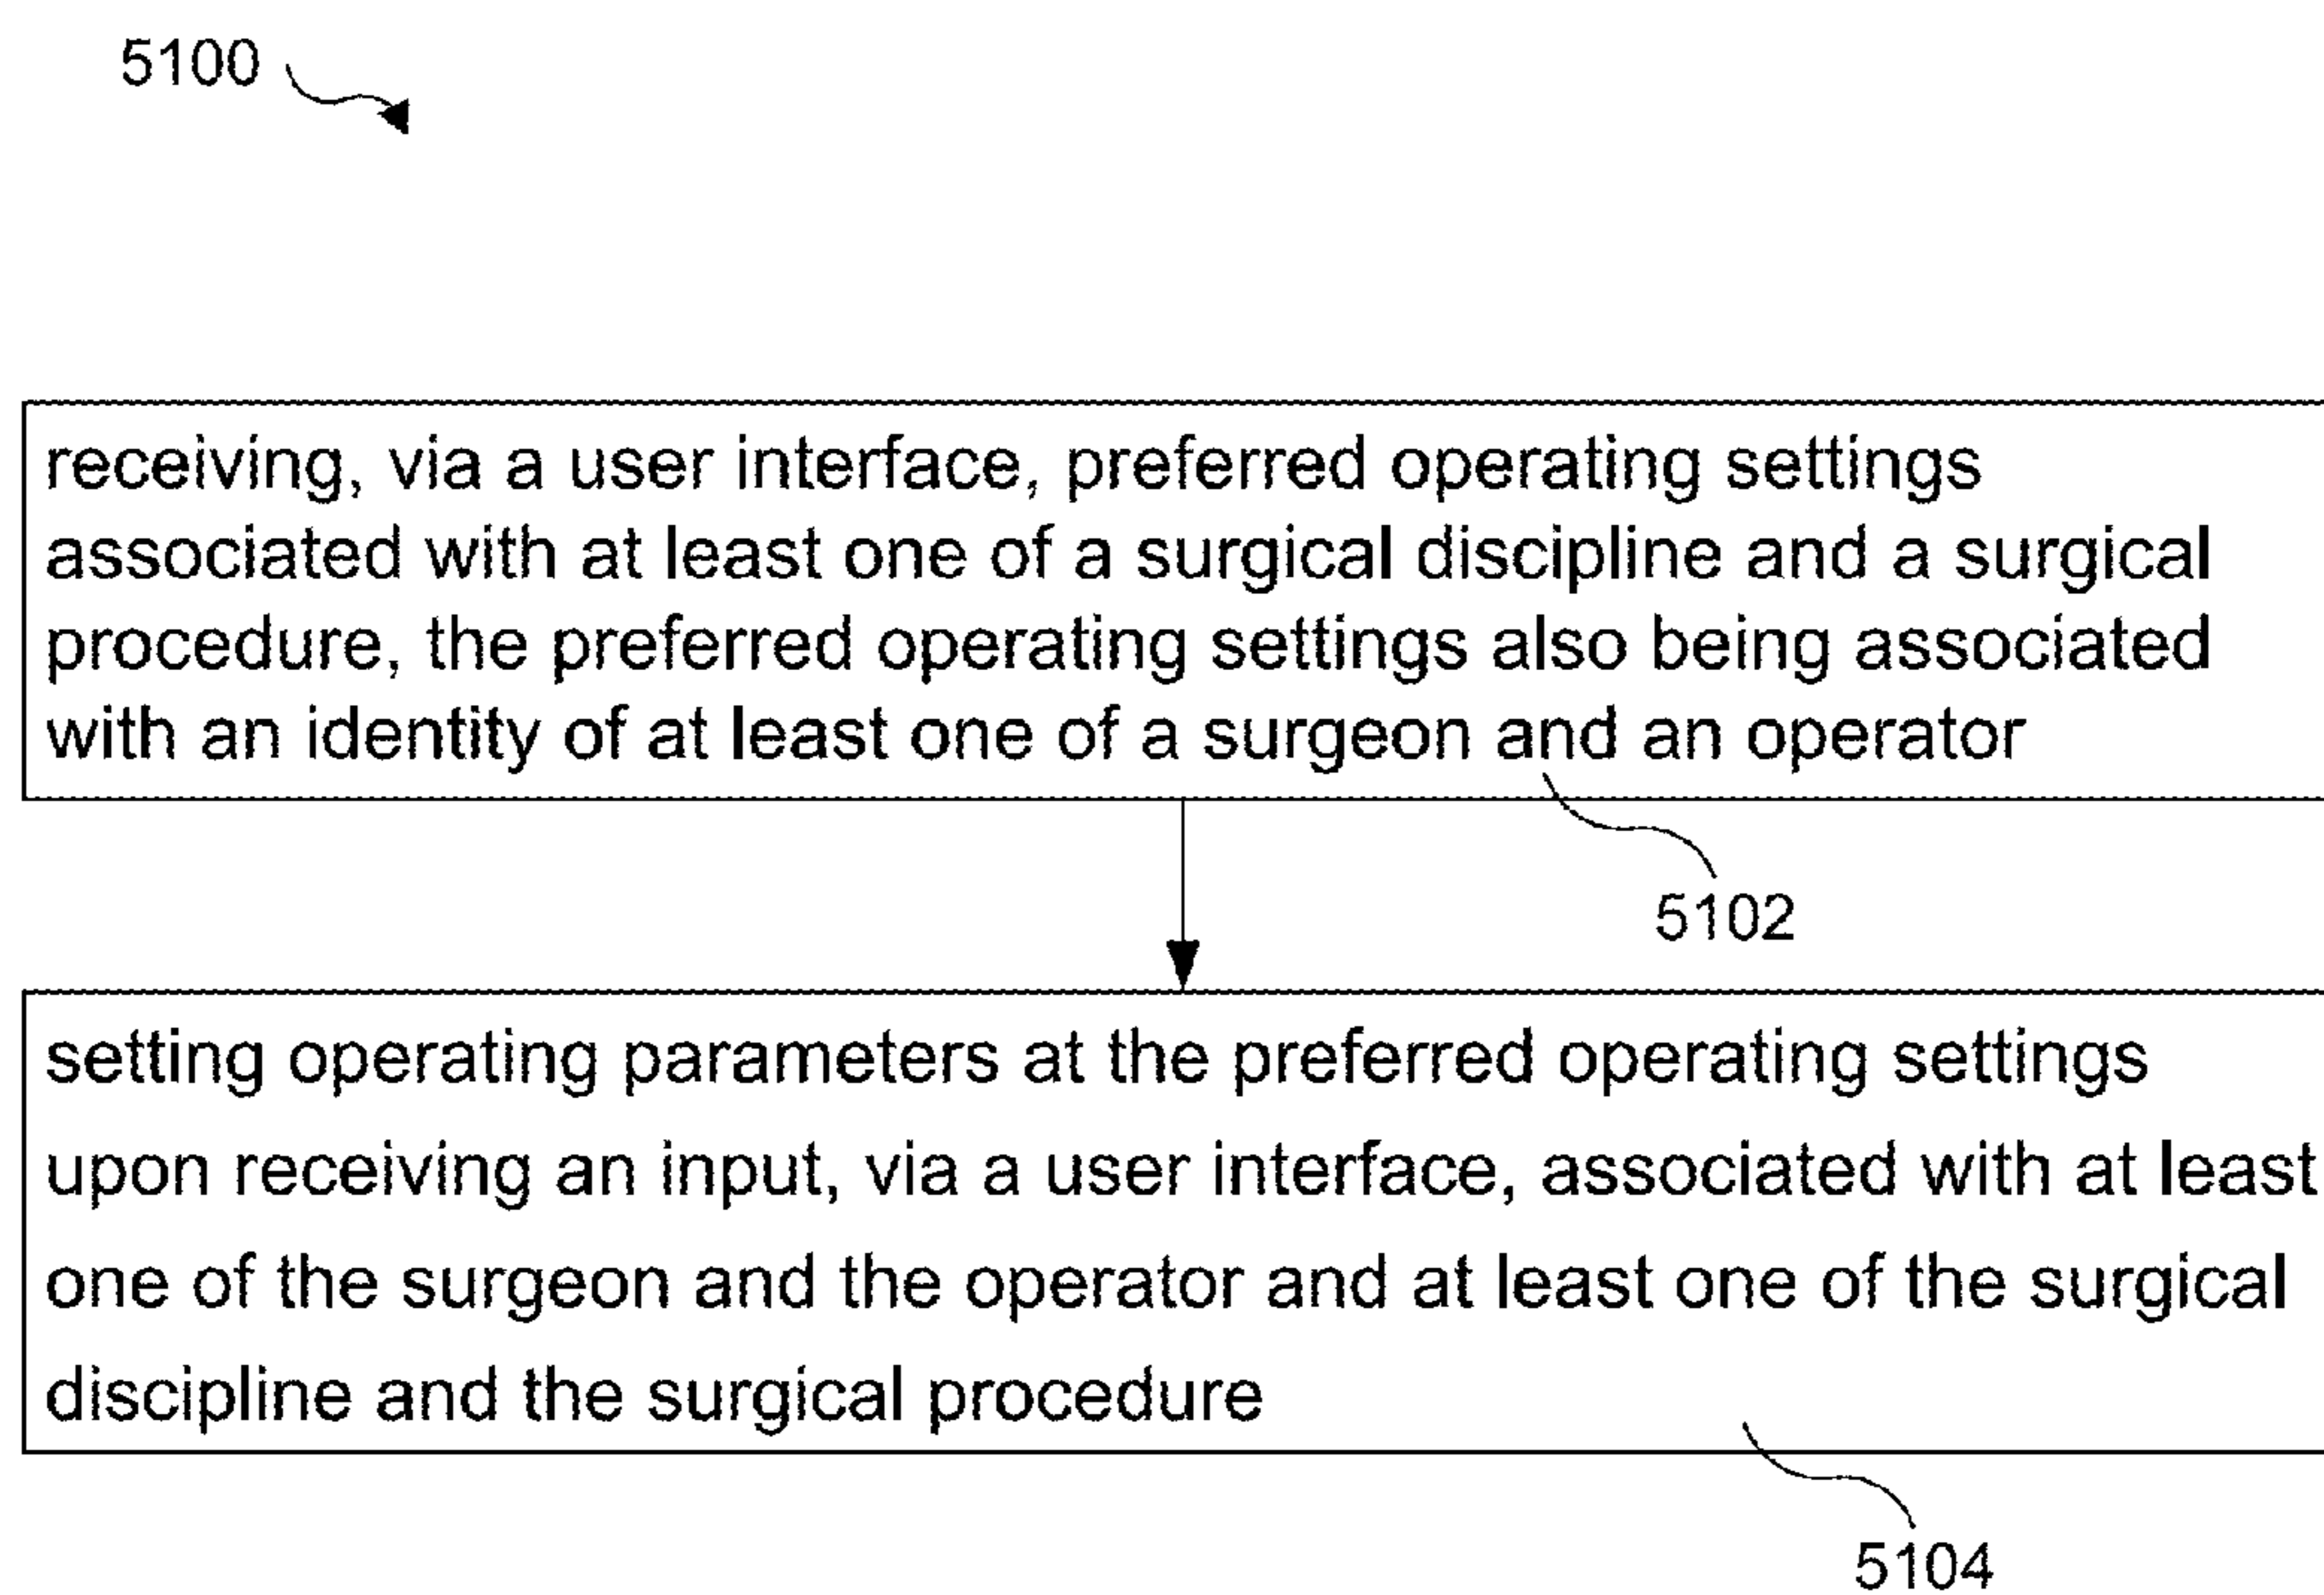 5100
receiving, via a user interface, preferred operating settings
associated with at least one of a surgical discipline and a surgical
procedure, the preferred operating settings also being associated
with an identity of at least one of a surgeon and an operator
5102
setting operating parameters at the preferred operating settings
upon receiving an input, via a user interface, associated with at least
one of the surgeon and the operator and at least one of the surgical
discipline and the surgical procedure
5104